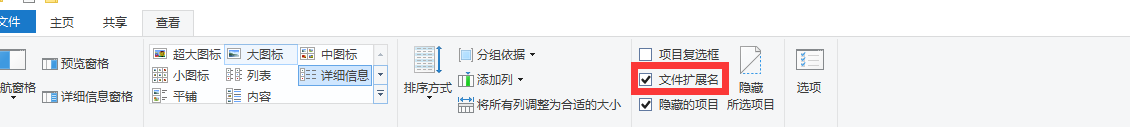 文件 主页 共享 查看
航窗格
预览窗格
详细信息窗格
超大图标 大图标 中图标
小图标 列表 详细信息
平铺 内容
排序方式
分组依据
添加列
将所有列调整为合适的大小
项目复选框
文件扩展名
隐藏的项目
隐藏
所选项目
选项